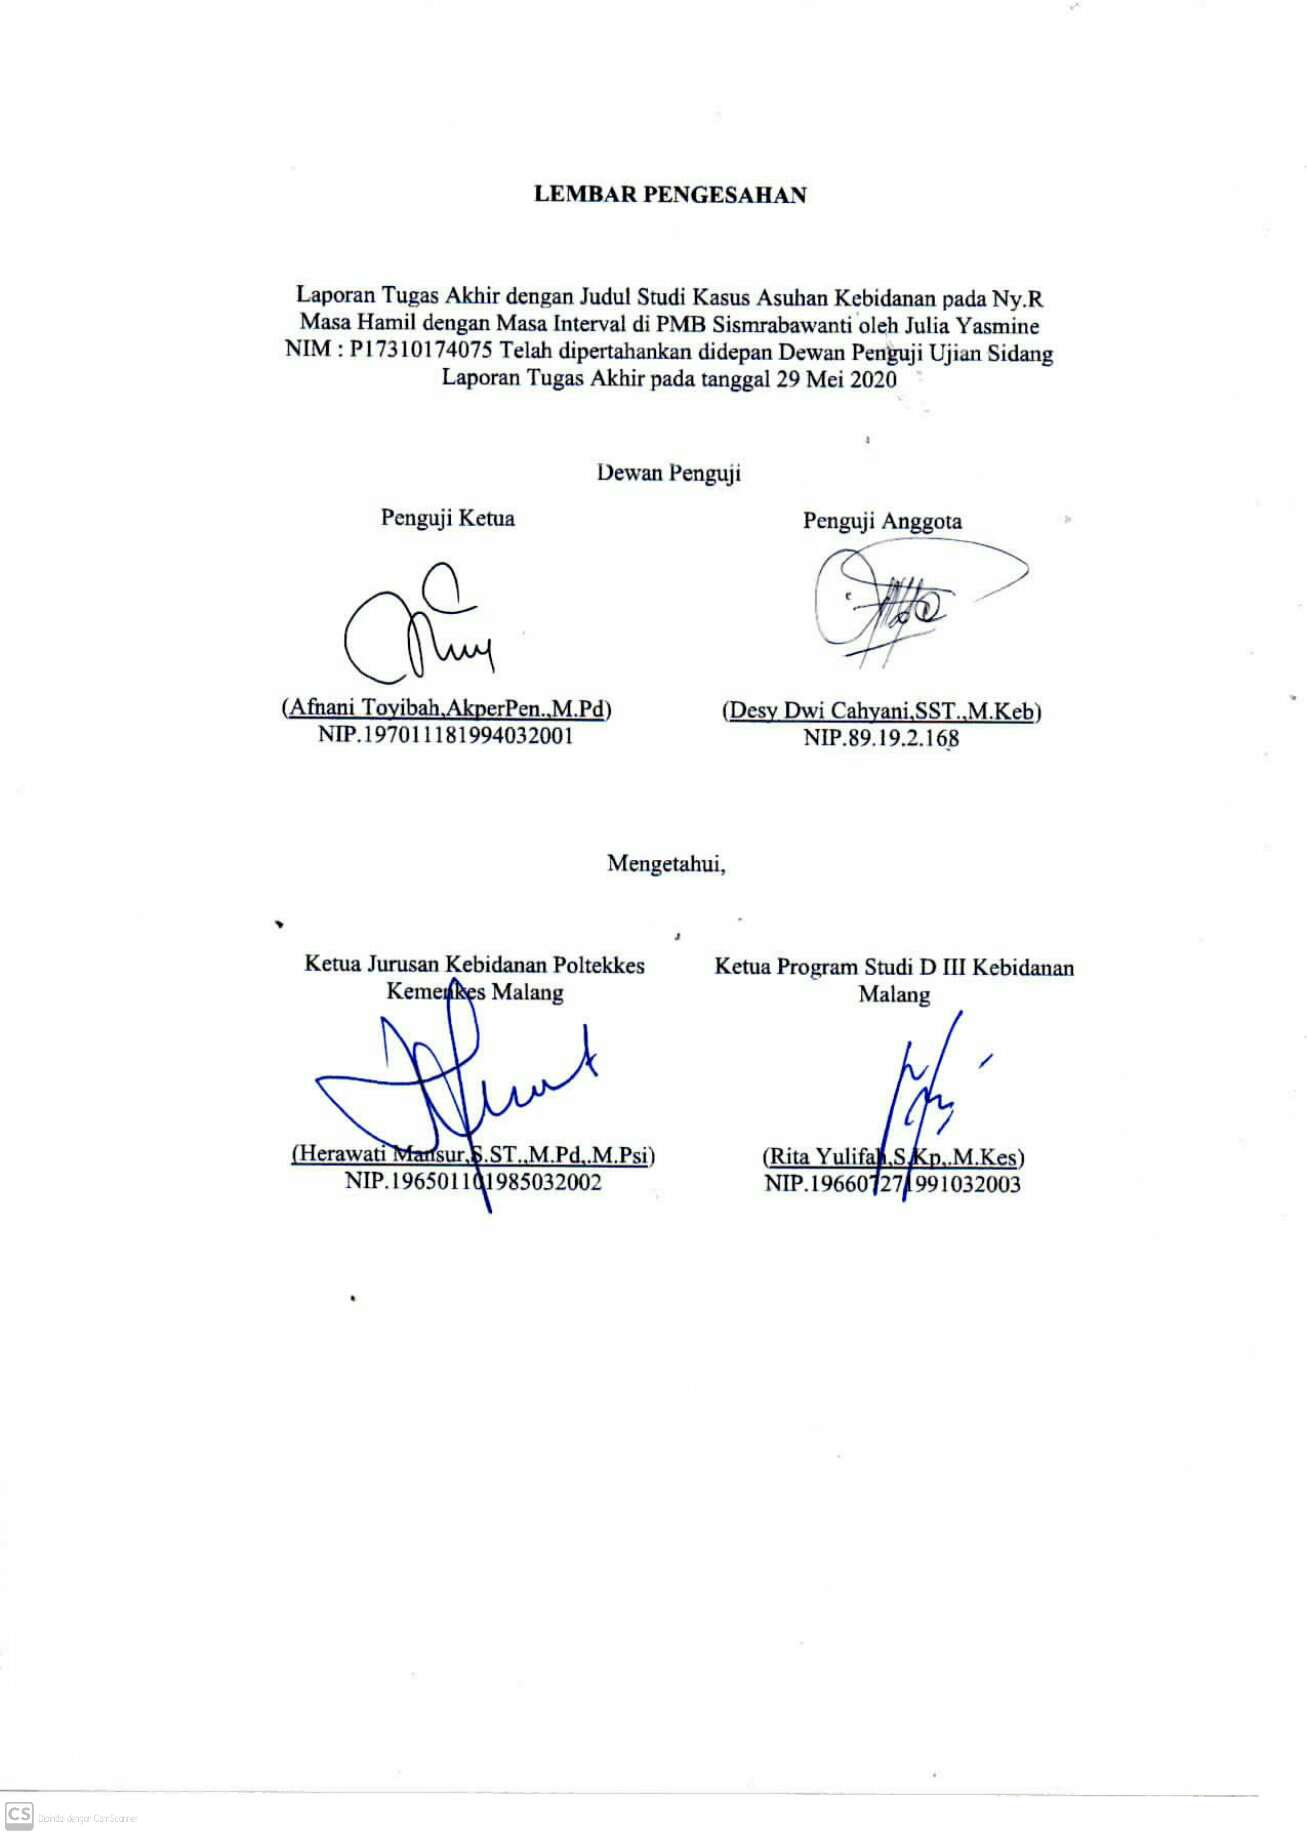 LEMBAR PENGESAHAN
Laporan Tugas Akhir dengan Judul Studi Kasus Asuhan Kebidanan pada Ny.R
Masa Hamil dengan Masa Interval di PMB Sismrabawanti oleh Julia Yasmine
NIM : P17310174075 Telah dipertahankan didepan Dewan Penguji Ujian Sidang
Laporan Tugas Akhir pada tanggal 29 Mei 2020
Dewan Penguji
Penguji Ketua
Penguji Anggota
(Afnani Toyibah,AkperPen.,M.Pd)
NIP.197011181994032001
(Desy Dwi Cahyani,SST.,M.Keb)
NIP.89.19.2.168
Mengetahui,
Ketua Jurusan Kebidanan Poltekkes
Kemenkes Malang
Ketua Program Studi D III Kebidanan
Malang
(Herawati Mansur,S.ST.,M.Pd,.M.Psi)
NIP.196501101985032002
(Rita Yulifah,S.Kp,.M.Kes)
NIP.196607271991032003
CS Dipindai dengan CamScanner